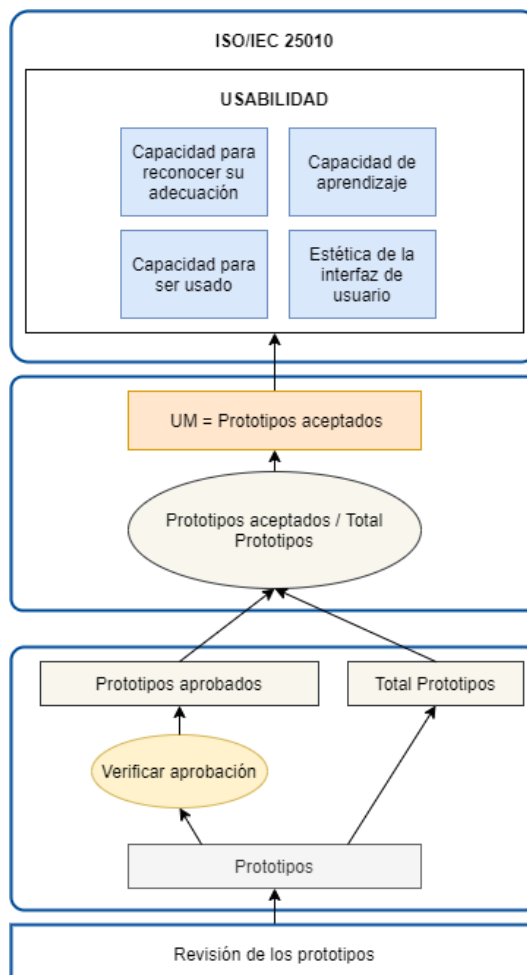 ISO/IEC 25010
USABILIDAD
Capacidad para
reconocer su
adecuación
Capacidad de
aprendizaje
Capacidad para
ser usado
Estética de la
interfaz de
usuario
UM = Prototipos aceptados
Prototipos aceptados / Total
Prototipos
Prototipos aprobados
Total Prototipos
Verificar aprobación
Prototipos
Revisión de los prototipos